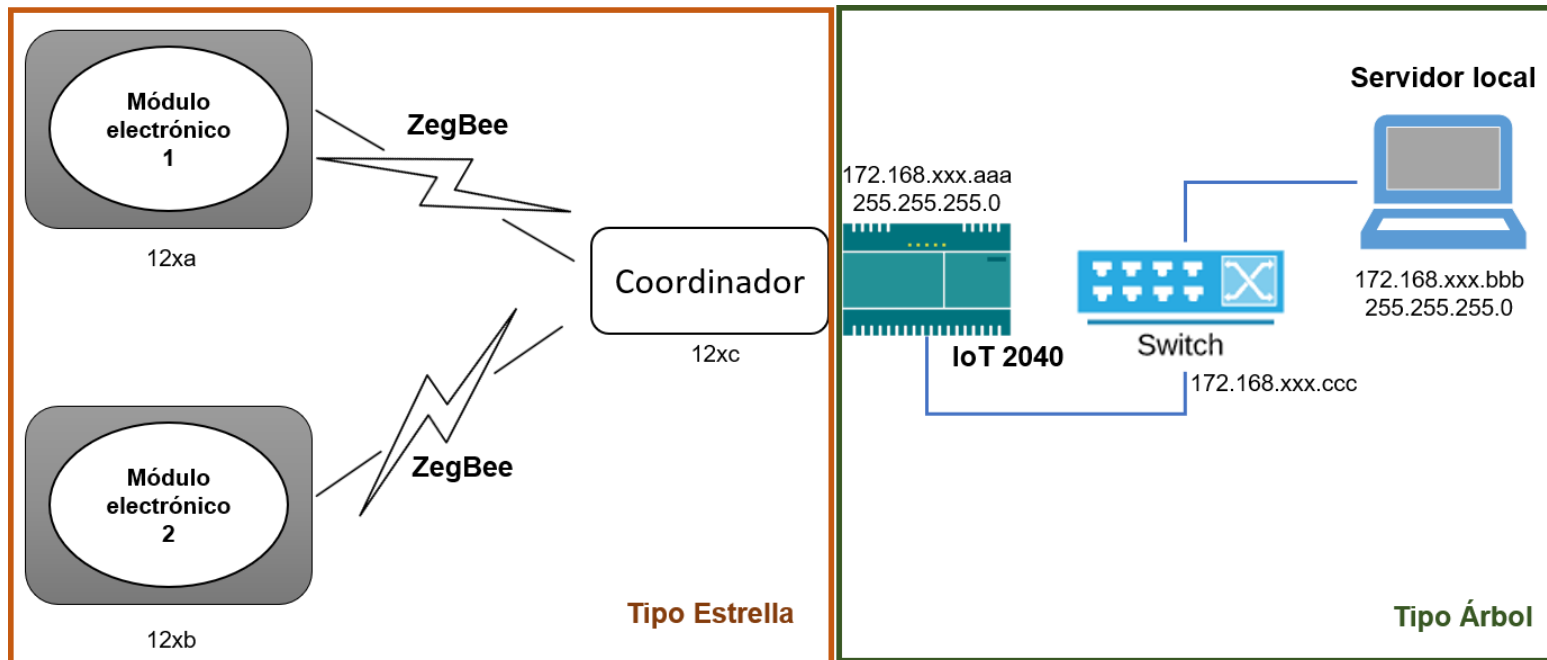 Módulo
electrónico
1
12xa
ZegBee
Módulo
electrónico
2
12xb
ZegBee
Coordinador
12xc
Tipo Estrella
172.168.xxx.aaa
255.255.255.0
IoT 2040
Switch
172.168.xxx.ccc
Servidor local
172.168.xxx.bbb
255.255.255.0
Tipo Árbol